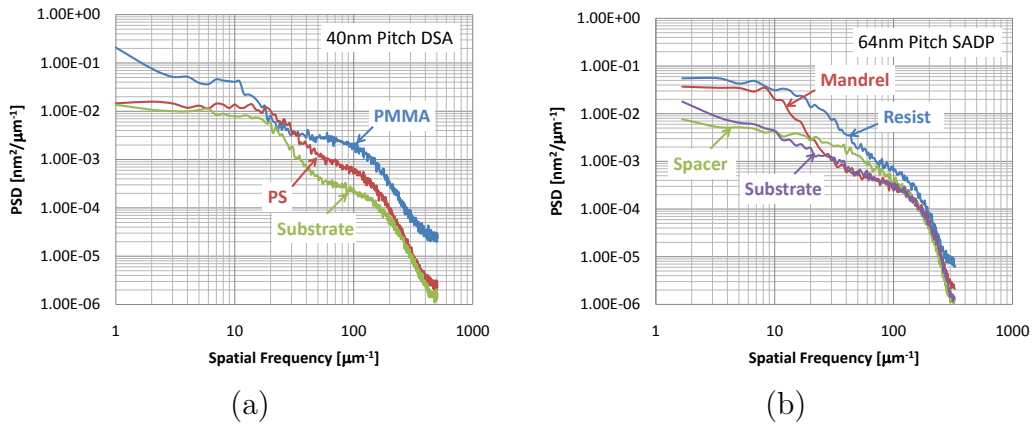 40nm Pitch DSA
PSD [nm²/µm⁻¹]
1.00E+00
1.00E-01
1.00E-02
1.00E-03
1.00E-04
1.00E-05
1.00E-06
PMMA
PS
Substrate
1 10 100 1000
Spatial Frequency [µm⁻¹]
(a)
64nm Pitch SADP
PSD [nm²/µm⁻¹]
1.00E+00
1.00E-01
1.00E-02
1.00E-03
1.00E-04
1.00E-05
1.00E-06
Mandrel
Resist
Spacer
Substrate
1 10 100 1000
Spatial Frequency [µm⁻¹]
(b)